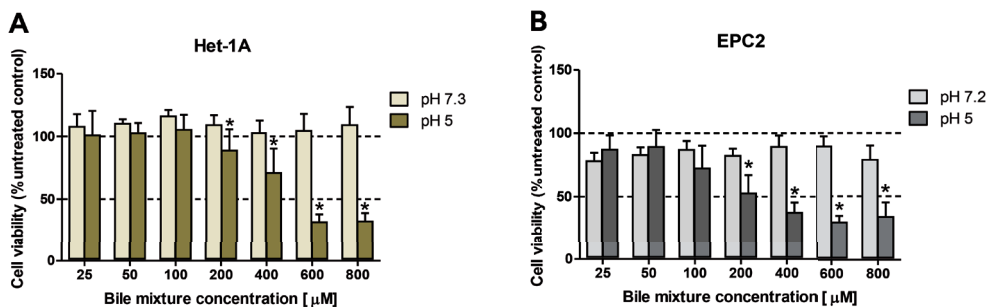 A
Het-1A
Cell viability (% untreated control)
150
100
50
0
* * * *
25 50 100 200 400 600 800
Bile mixture concentration [ μM]
pH 7.3
pH 5
B
EPC2
Cell viability (% untreated control)
150
100
50
0
* * * *
25 50 100 200 400 600 800
Bile mixture concentration [ μM]
pH 7.2
pH 5